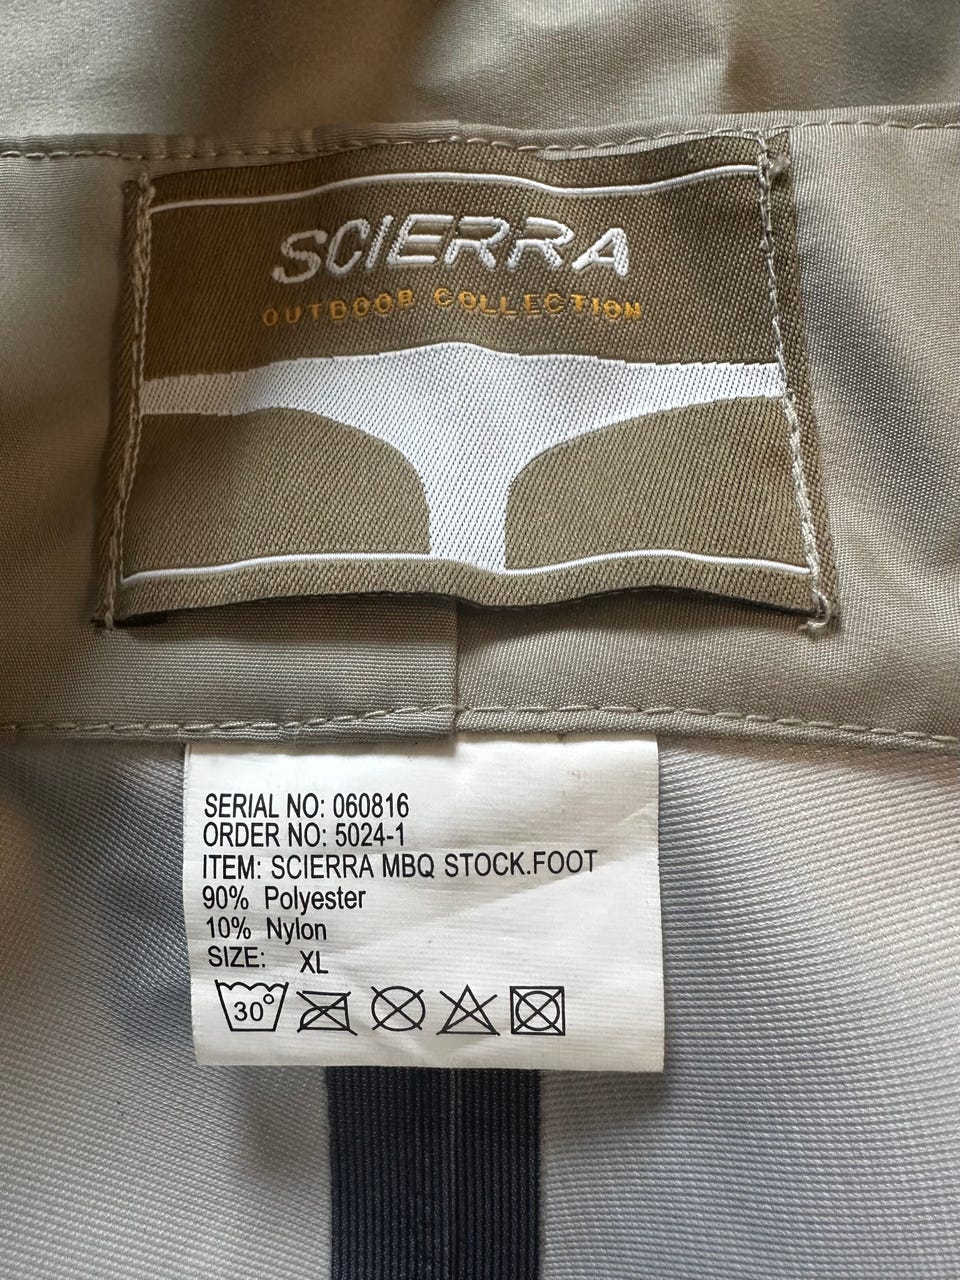 SCIERRA
OUTDOOR COLLECTION
SERIAL NO: 060816
ORDER NO: 5024-1
ITEM: SCIERRA MBQ STOCK.FOOT
90% Polyester
10% Nylon
SIZE: XL
30°